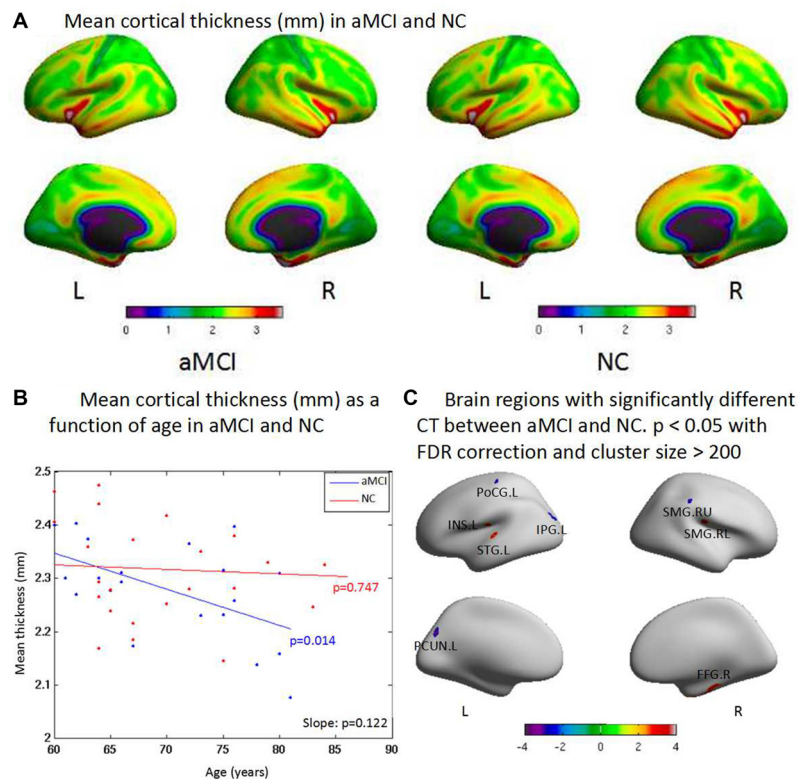 A Mean cortical thickness (mm) in aMCI and NC
L R L R
0 1 2 3 0 1 2 3
aMCI NC
B Mean cortical thickness (mm) as a
function of age in aMCI and NC
2.5
2.4
2.3
2.2
2.1
2
Mean thickness (mm)
aMCI
NC
p=0.747
p=0.014
Slope: p=0.122
60 65 70 75 80 85 90
Age (years)
C Brain regions with significantly different
CT between aMCI and NC. p < 0.05 with
FDR correction and cluster size > 200
PoCG.L
INS.L
STG.L
IPG.L
SMG.RU
SMG.RL
PCUN.L
FFG.R
L R
-4 -2 0 2 4